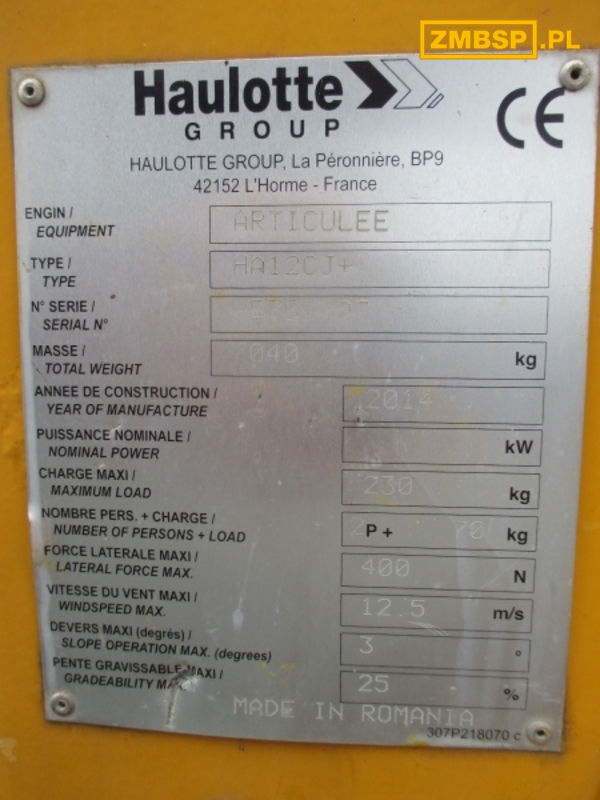 ZMBSP.PL
Haulotte
GROUP
CE
HAULOTTE GROUP, La Péronnière, BP9
42152 L'Horme - France
ENGIN / ARTICULEE
EQUIPMENT
TYPE / HA12CJ+
TYPE
N° SERIE /
SERIAL N°
MASSE / 7040 kg
TOTAL WEIGHT
ANNEE DE CONSTRUCTION / 2014
YEAR OF MANUFACTURE
PUISSANCE NOMINALE / kW
NOMINAL POWER
CHARGE MAXI / 230 kg
MAXIMUM LOAD
NOMBRE PERS. + CHARGE / 2 P + 70 kg
NUMBER OF PERSONS + LOAD
FORCE LATERALE MAXI / 400 N
LATERAL FORCE MAX.
VITESSE DU VENT MAXI / 12.5 m/s
WINDSPEED MAX.
DEVERS MAXI (degrés) / 3 °
SLOPE OPERATION MAX. (degrees)
PENTE GRAVISSABLE MAXI / 25 %
GRADEABILITY MAX.
MADE IN ROMANIA
307P218070 c